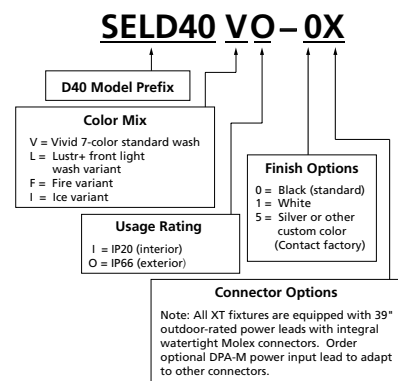 SELD40 VO – 0X
D40 Model Prefix
Color Mix
V = Vivid 7-color standard wash
L = Lustr+ front light
wash variant
F = Fire variant
I = Ice variant
Usage Rating
I = IP20 (interior)
O = IP66 (exterior)
Finish Options
0 = Black (standard)
1 = White
5 = Silver or other
custom color
(Contact factory)
Connector Options
Note: All XT fixtures are equipped with 39"
outdoor-rated power leads with integral
watertight Molex connectors. Order
optional DPA-M power input lead to adapt
to other connectors.